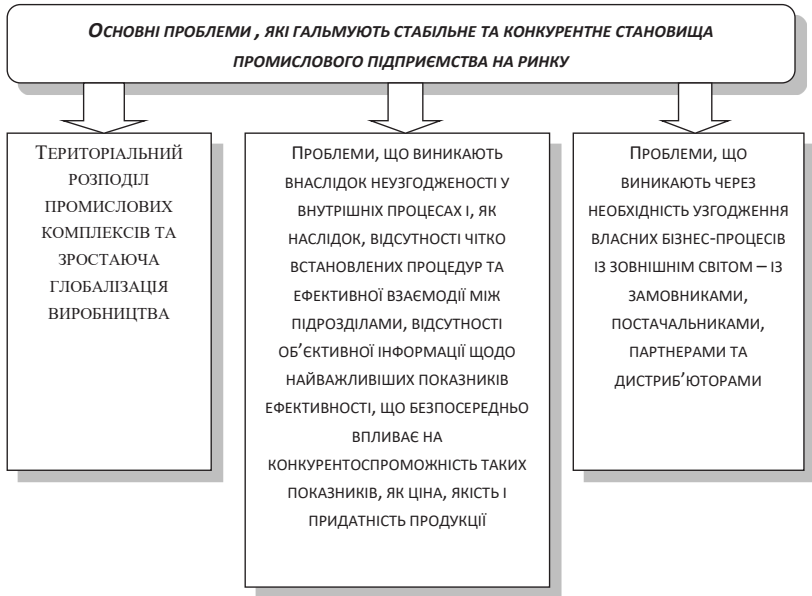 ОСНОВНІ ПРОБЛЕМИ , ЯКІ ГАЛЬМУЮТЬ СТАБІЛЬНЕ ТА КОНКУРЕНТНЕ СТАНОВИЩА
ПРОМИСЛОВОГО ПІДПРИЄМСТВА НА РИНКУ
ТЕРИТОРІАЛЬНИЙ
РОЗПОДІЛ
ПРОМИСЛОВИХ
КОМПЛЕКСІВ ТА
ЗРОСТАЮЧА
ГЛОБАЛІЗАЦІЯ
ВИРОБНИЦТВА
ПРОБЛЕМИ, ЩО ВИНИКАЮТЬ
ВНАСЛІДОК НЕУЗГОДЖЕНОСТІ У
ВНУТРІШНІХ ПРОЦЕСАХ І, ЯК
НАСЛІДОК, ВІДСУТНОСТІ ЧІТКО
ВСТАНОВЛЕНИХ ПРОЦЕДУР ТА
ЕФЕКТИВНОЇ ВЗАЄМОДІЇ МІЖ
ПІДРОЗДІЛАМИ, ВІДСУТНОСТІ
ОБ’ЄКТИВНОЇ ІНФОРМАЦІЇ ЩОДО
НАЙВАЖЛИВІШИХ ПОКАЗНИКІВ
ЕФЕКТИВНОСТІ, ЩО БЕЗПОСЕРЕДНЬО
ВПЛИВАЄ НА
КОНКУРЕНТОСПРОМОЖНІСТЬ ТАКИХ
ПОКАЗНИКІВ, ЯК ЦІНА, ЯКІСТЬ І
ПРИДАТНІСТЬ ПРОДУКЦІЇ
ПРОБЛЕМИ, ЩО
ВИНИКАЮТЬ ЧЕРЕЗ
НЕОБХІДНІСТЬ УЗГОДЖЕННЯ
ВЛАСНИХ БІЗНЕС-ПРОЦЕСІВ
ІЗ ЗОВНІШНІМ СВІТОМ – ІЗ
ЗАМОВНИКАМИ,
ПОСТАЧАЛЬНИКАМИ,
ПАРТНЕРАМИ ТА
ДИСТРИБ’ЮТОРАМИ